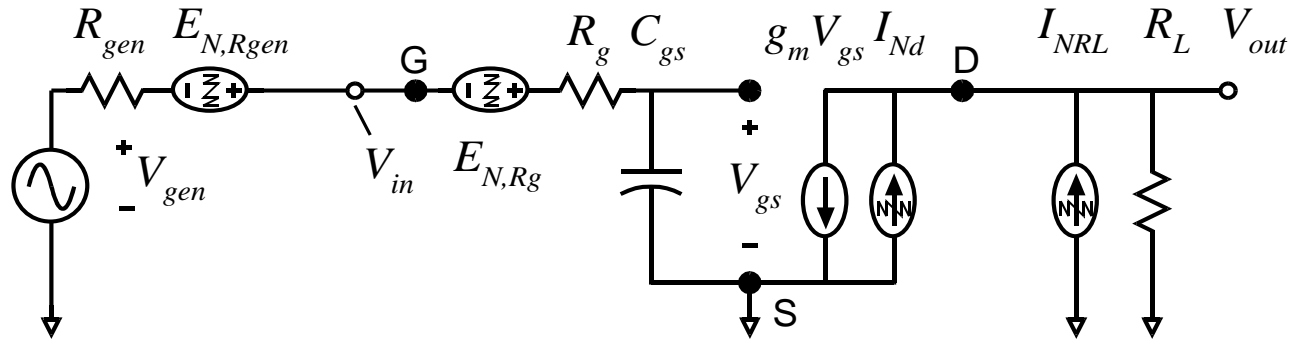 R_gen E_N,Rgen G R_g C_gs g_m V_gs I_Nd D I_NRL R_L V_out
+ V_gen - V_in E_N,Rg + V_gs -
S